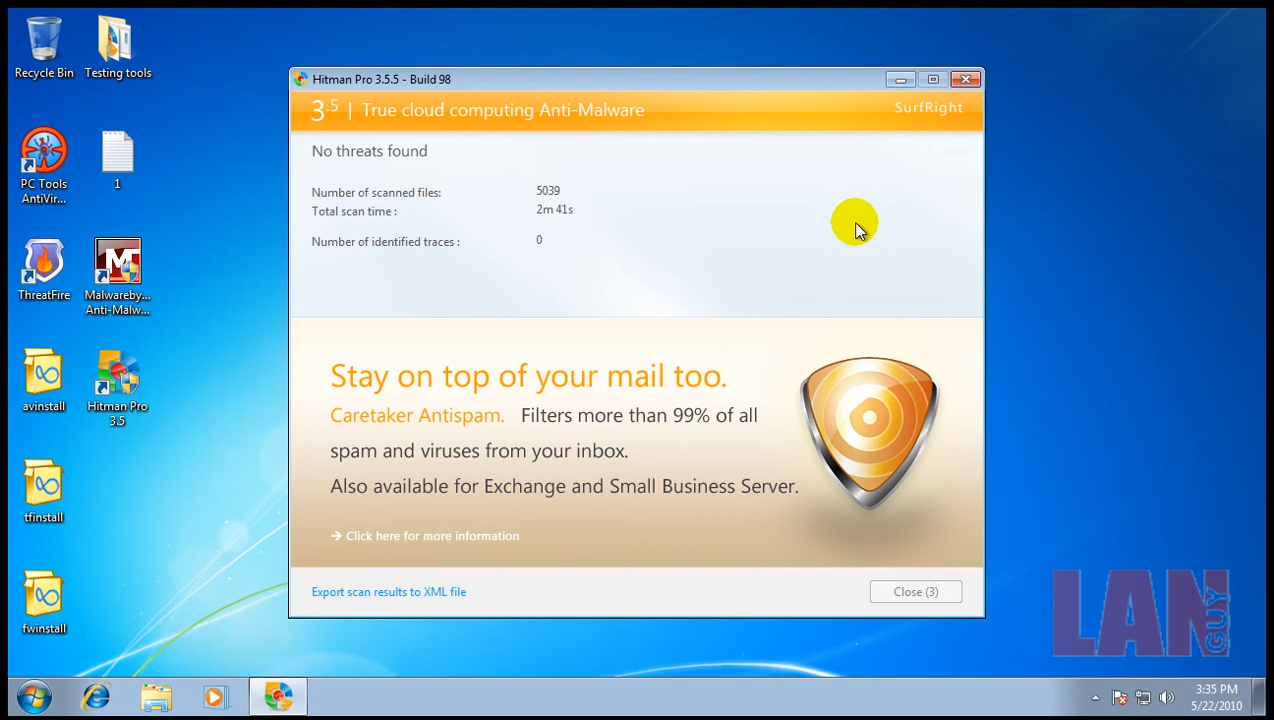 Recycle Bin
Testing tools
PC Tools
AntiVir...
1
ThreatFire
Malwareby...
Anti-Malw...
avinstall
Hitman Pro
3.5
tfinstall
fwinstall
Hitman Pro 3.5.5 - Build 98
3.5 | True cloud computing Anti-Malware
SurfRight
No threats found
Number of scanned files: 5039
Total scan time : 2m 41s
Number of identified traces : 0
Stay on top of your mail too.
Caretaker Antispam. Filters more than 99% of all
spam and viruses from your inbox.
Also available for Exchange and Small Business Server.
Click here for more information
Export scan results to XML file
Close (3)
LAN
GUY
3:35 PM
5/22/2010